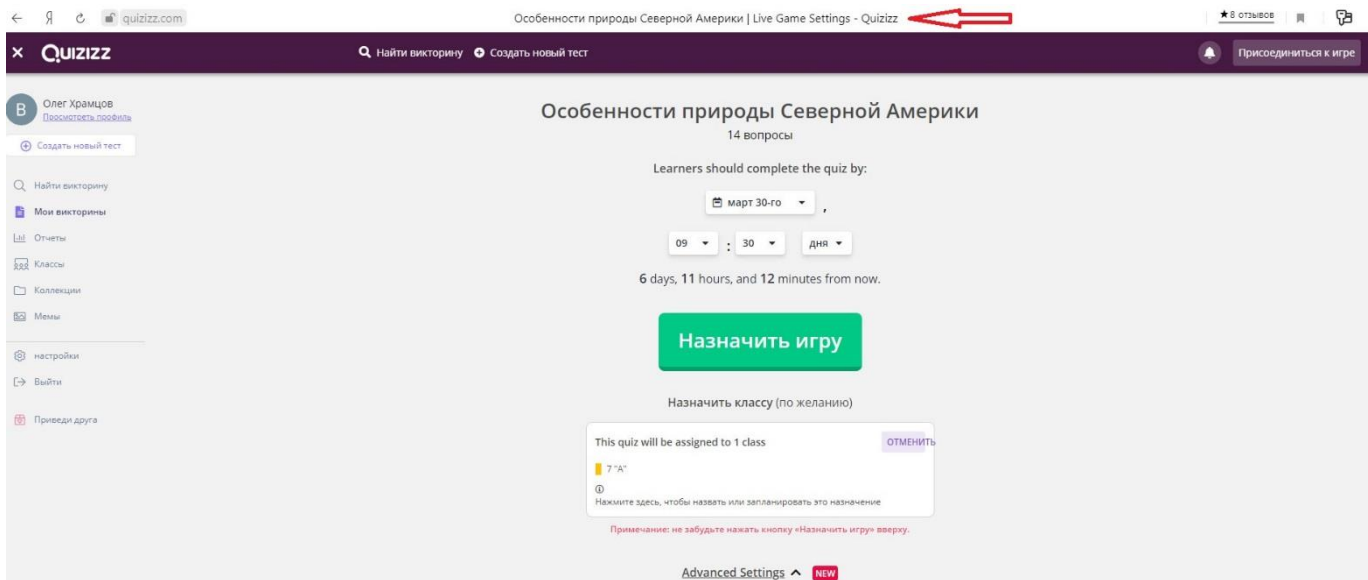 Я quizizz.com Особенности природы Северной Америки | Live Game Settings - Quizizz ★8 отзывов
Quizizz Найти викторину Создать новый тест Присоединиться к игре
В
Олег Храмцов
Просмотреть профиль
Создать новый тест
Найти викторину
Мои викторины
Отчеты
Классы
Коллекции
Мемы
настройки
Выйти
Приведи друга
Особенности природы Северной Америки
14 вопросы
Learners should complete the quiz by:
март 30-го ,
09 : 30 дня
6 days, 11 hours, and 12 minutes from now.
Назначить игру
Назначить классу (по желанию)
This quiz will be assigned to 1 class ОТМЕНИТЬ
7 "А"
Нажмите здесь, чтобы назвать или запланировать это назначение
Примечание: не забудьте нажать кнопку «Назначить игру» вверху.
Advanced Settings NEW